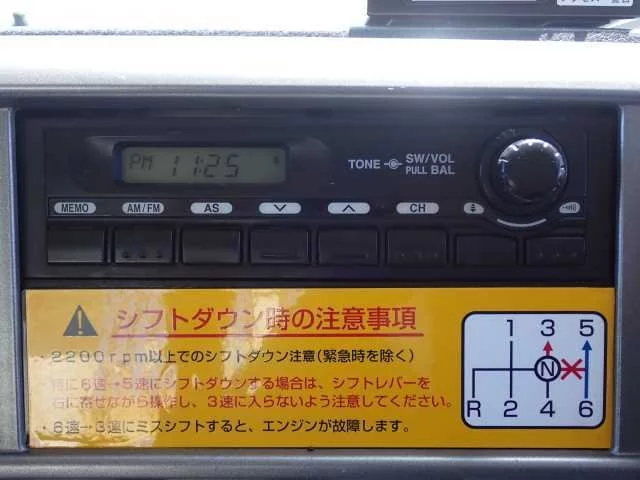 PM 11:25
TONE SW/VOL
PULL BAL
MEMO AM/FM AS CH
シフトダウン時の注意事項
・2200rpm以上でのシフトダウン注意(緊急時を除く)
6速→5速にシフトダウンする場合は、シフトレバーを
右に寄せながら操作し、3速に入らないよう注意してください。
・6速→3速にミスシフトすると、エンジンが故障します。
1 3 5
N
R 2 4 6